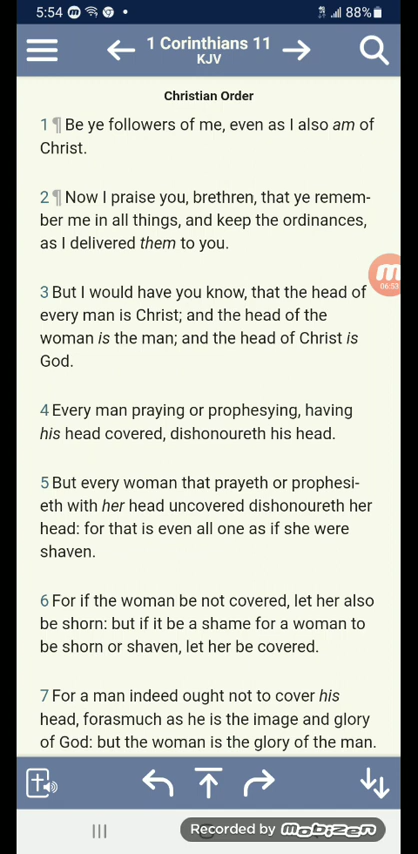 5:54
88%
1 Corinthians 11
KJV
Christian Order
1 ¶ Be ye followers of me, even as I also am of
Christ.
2 ¶ Now I praise you, brethren, that ye remem-
ber me in all things, and keep the ordinances,
as I delivered them to you.
3 But I would have you know, that the head of
every man is Christ; and the head of the
woman is the man; and the head of Christ is
God.
06:53
4 Every man praying or prophesying, having
his head covered, dishonoureth his head.
5 But every woman that prayeth or prophesi-
eth with her head uncovered dishonoureth her
head: for that is even all one as if she were
shaven.
6 For if the woman be not covered, let her also
be shorn: but if it be a shame for a woman to
be shorn or shaven, let her be covered.
7 For a man indeed ought not to cover his
head, forasmuch as he is the image and glory
of God: but the woman is the glory of the man.
Recorded by mobizen